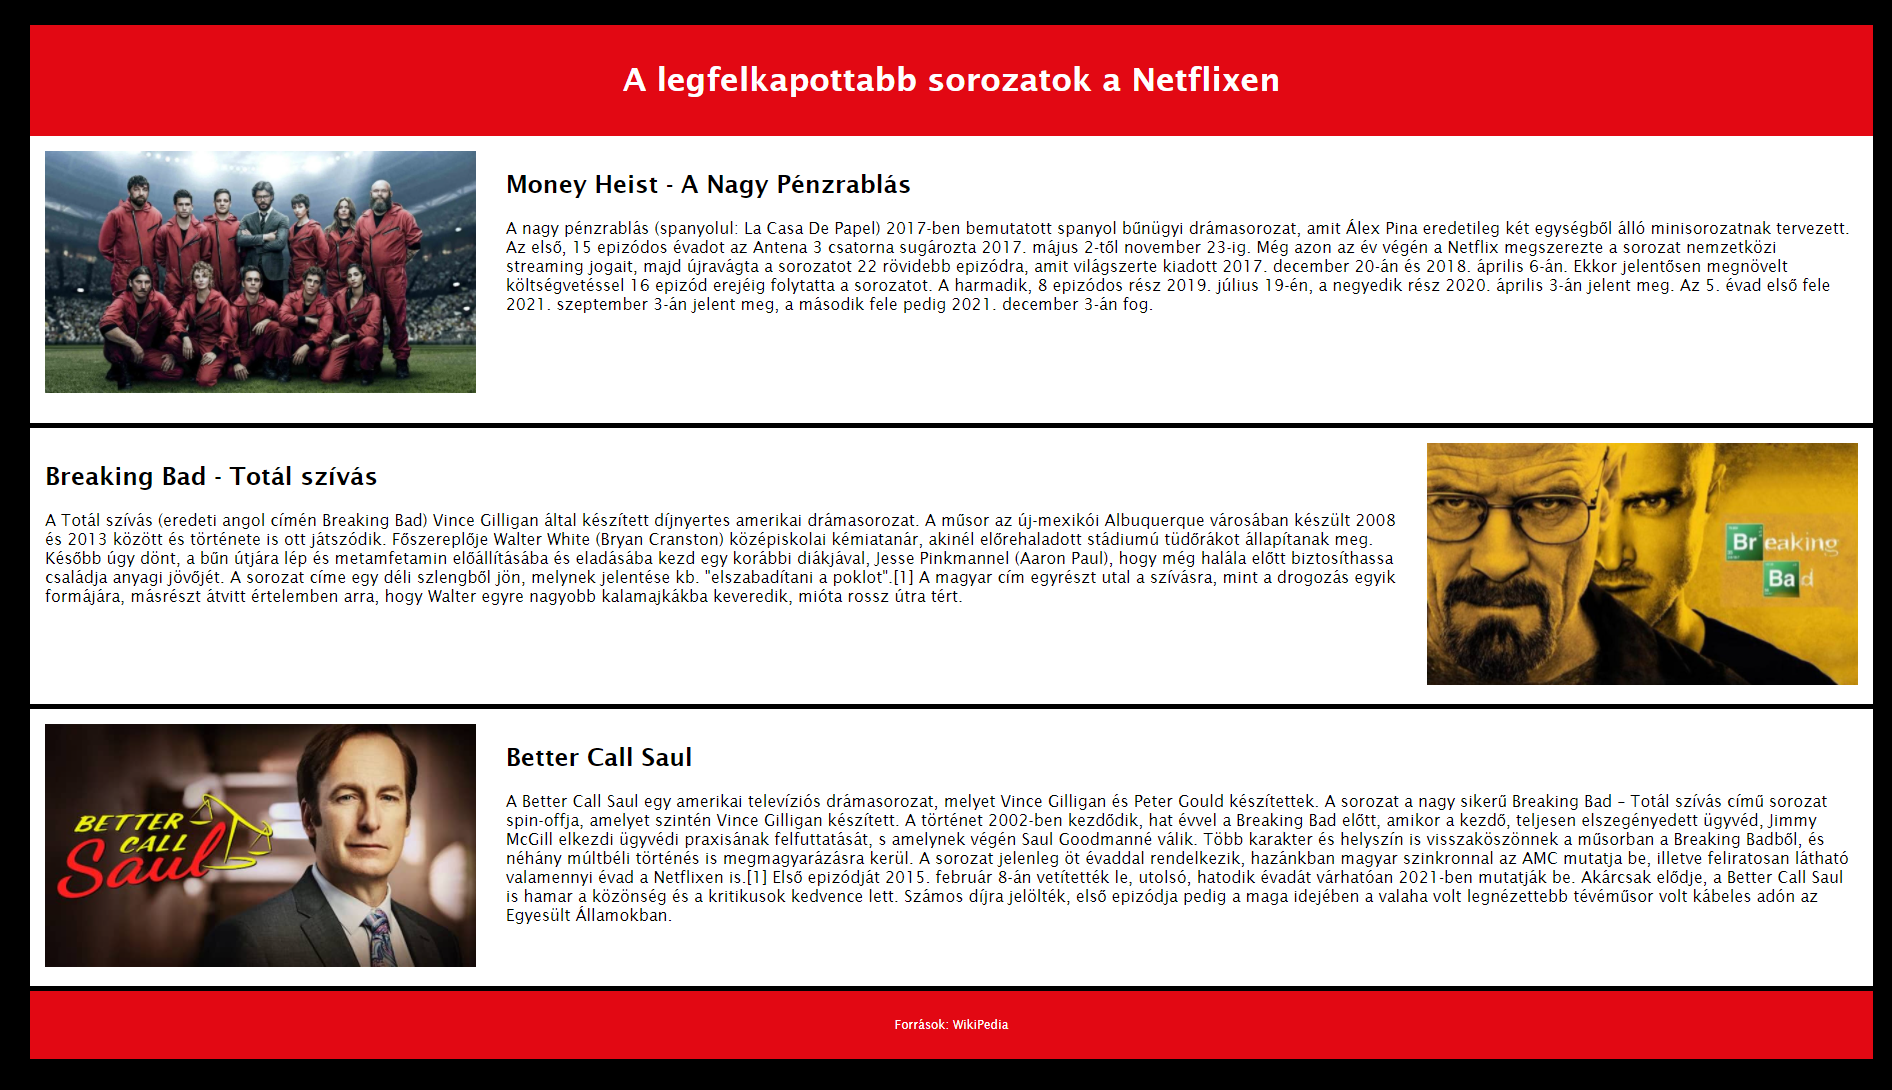 A legfelkapottabb sorozatok a Netflixen
Money Heist - A Nagy Pénzrablás
A nagy pénzrablás (spanyolul: La Casa De Papel) 2017-ben bemutatott spanyol bűnügyi drámasorozat, amit Álex Pina eredetileg két egységből álló minisorozatnak tervezett.
Az első, 15 epizódos évadot az Antena 3 csatorna sugározta 2017. május 2-től november 23-ig. Még azon az év végén a Netflix megszerezte a sorozat nemzetközi
streaming jogait, majd újravágta a sorozatot 22 rövidebb epizódra, amit világszerte kiadott 2017. december 20-án és 2018. április 6-án. Ekkor jelentősen megnövelt
költségvetéssel 16 epizód erejéig folytatta a sorozatot. A harmadik, 8 epizódos rész 2019. július 19-én, a negyedik rész 2020. április 3-án jelent meg. Az 5. évad első fele
2021. szeptember 3-án jelent meg, a második fele pedig 2021. december 3-án fog.
Breaking Bad - Totál szívás
A Totál szívás (eredeti angol címén Breaking Bad) Vince Gilligan által készített díjnyertes amerikai drámasorozat. A műsor az új-mexikói Albuquerque városában készült 2008
és 2013 között és története is ott játszódik. Főszereplője Walter White (Bryan Cranston) középiskolai kémiatanár, akinél előrehaladott stádiumú tüdőrákot állapítanak meg.
Később úgy dönt, a bűn útjára lép és metamfetamin előállításába és eladásába kezd egy korábbi diákjával, Jesse Pinkmannel (Aaron Paul), hogy még halála előtt biztosíthassa
családja anyagi jövőjét. A sorozat címe egy déli szlengből jön, melynek jelentése kb. "elszabadítani a poklot".[1] A magyar cím egyrészt utal a szívásra, mint a drogozás egyik
formájára, másrészt átvitt értelemben arra, hogy Walter egyre nagyobb kalamajkákba keveredik, mióta rossz útra tért.
Breaking
Bad
BETTER
CALL
Saul
Better Call Saul
A Better Call Saul egy amerikai televíziós drámasorozat, melyet Vince Gilligan és Peter Gould készítettek. A sorozat a nagy sikerű Breaking Bad – Totál szívás című sorozat
spin-offja, amelyet szintén Vince Gilligan készített. A történet 2002-ben kezdődik, hat évvel a Breaking Bad előtt, amikor a kezdő, teljesen elszegényedett ügyvéd, Jimmy
McGill elkezdi ügyvédi praxisának felfuttatását, s amelynek végén Saul Goodmanné válik. Több karakter és helyszín is visszaköszönnek a műsorban a Breaking Badből, és
néhány múltbéli történés is megmagyarázásra kerül. A sorozat jelenleg öt évaddal rendelkezik, hazánkban magyar szinkronnal az AMC mutatja be, illetve feliratosan látható
valamennyi évad a Netflixen is.[1] Első epizódját 2015. február 8-án vetítették le, utolsó, hatodik évadát várhatóan 2021-ben mutatják be. Akárcsak elődje, a Better Call Saul
is hamar a közönség és a kritikusok kedvence lett. Számos díjra jelölték, első epizódja pedig a maga idejében a valaha volt legnézettebb tévéműsor volt kábeles adón az
Egyesült Államokban.
Források: WikiPedia